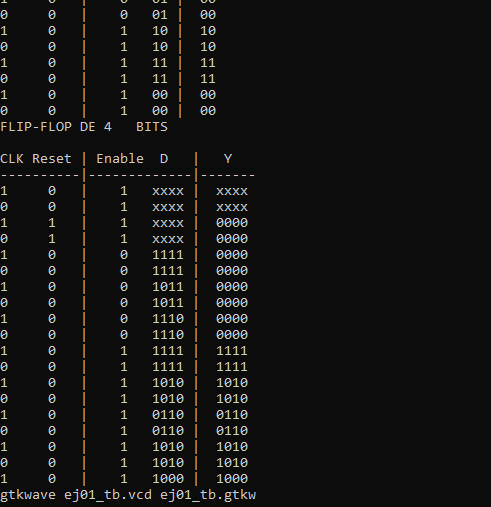 1     0   |    0   01 |  00
0     0   |    0   01 |  00
1     0   |    1   10 |  10
0     0   |    1   10 |  10
1     0   |    1   11 |  11
0     0   |    1   11 |  11
1     0   |    1   00 |  00
0     0   |    1   00 |  00
FLIP-FLOP DE 4   BITS
CLK Reset | Enable  D   |   Y
----------|-------------|-------
1     0   |    1   xxxx |  xxxx
0     0   |    1   xxxx |  xxxx
1     1   |    1   xxxx |  0000
0     1   |    1   xxxx |  0000
1     0   |    0   1111 |  0000
0     0   |    0   1111 |  0000
1     0   |    0   1011 |  0000
0     0   |    0   1011 |  0000
1     0   |    0   1110 |  0000
0     0   |    0   1110 |  0000
1     0   |    1   1111 |  1111
0     0   |    1   1111 |  1111
1     0   |    1   1010 |  1010
0     0   |    1   1010 |  1010
1     0   |    1   0110 |  0110
0     0   |    1   0110 |  0110
1     0   |    1   1010 |  1010
0     0   |    1   1010 |  1010
1     0   |    1   1000 |  1000
gtkwave ej01_tb.vcd ej01_tb.gtkw